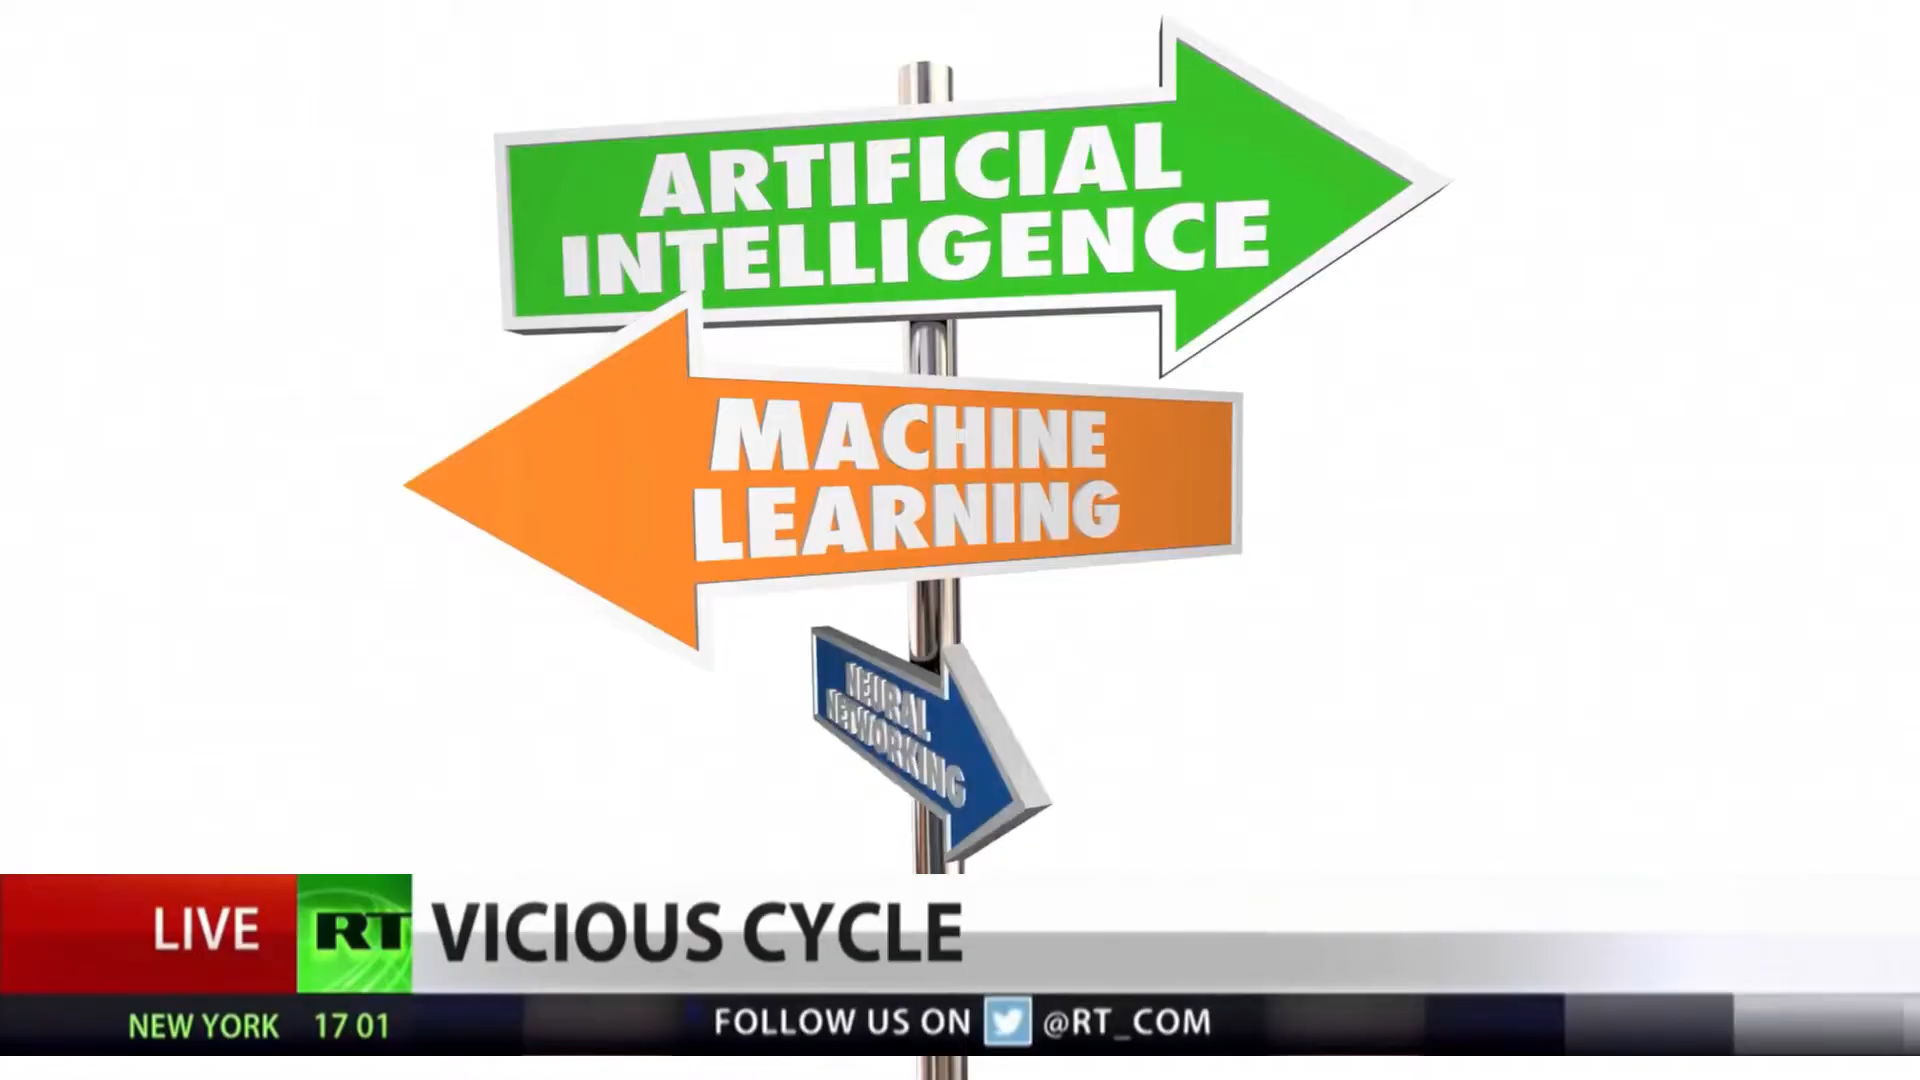 ARTIFICIAL
INTELLIGENCE
MACHINE
LEARNING
NEURAL
NETWORKING
LIVE RT VICIOUS CYCLE
NEW YORK 17 01 FOLLOW US ON @RT_COM